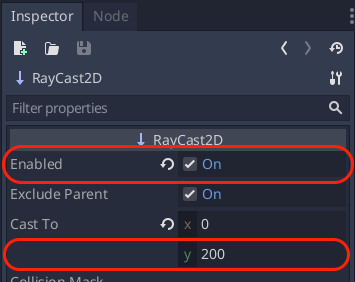 Inspector Node
RayCast2D
Filter properties
RayCast2D
Enabled On
Exclude Parent On
Cast To x 0
y 200
Collision Mask